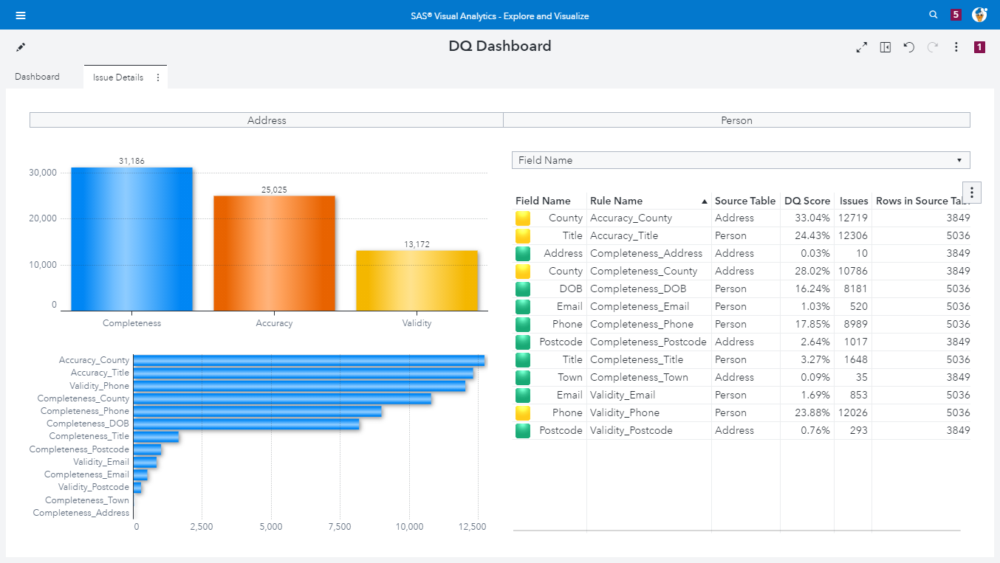 SAS® Visual Analytics - Explore and Visualize
5
DQ Dashboard
1
Dashboard
Issue Details
Address
Person
31,186
25,025
13,172
30,000
20,000
10,000
0
Completeness
Accuracy
Validity
Accuracy_County
Accuracy_Title
Validity_Phone
Completeness_County
Completeness_Phone
Completeness_DOB
Completeness_Title
Completeness_Postcode
Validity_Email
Completeness_Email
Validity_Postcode
Completeness_Town
Completeness_Address
0 2,500 5,000 7,500 10,000 12,500
Field Name
Field Name Rule Name Source Table DQ Score Issues Rows in Source
County Accuracy_County Address 33.04% 12719 3849
Title Accuracy_Title Person 24.43% 12306 5036
Address Completeness_Address Address 0.03% 10 3849
County Completeness_County Address 28.02% 10786 3849
DOB Completeness_DOB Person 16.24% 8181 5036
Email Completeness_Email Person 1.03% 520 5036
Phone Completeness_Phone Person 17.85% 8989 5036
Postcode Completeness_Postcode Address 2.64% 1017 3849
Title Completeness_Title Person 3.27% 1648 5036
Town Completeness_Town Address 0.09% 35 3849
Email Validity_Email Person 1.69% 853 5036
Phone Validity_Phone Person 23.88% 12026 5036
Postcode Validity_Postcode Address 0.76% 293 3849